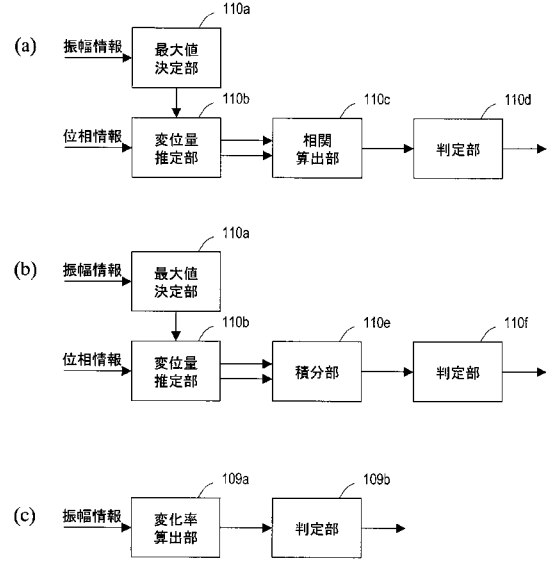 (a)
振幅情報
110a
最大値
決定部
位相情報
110b
変位量
推定部
110c
相関
算出部
110d
判定部
(b)
振幅情報
110a
最大値
決定部
位相情報
110b
変位量
推定部
110e
積分部
110f
判定部
(c)
振幅情報
109a
変化率
算出部
109b
判定部